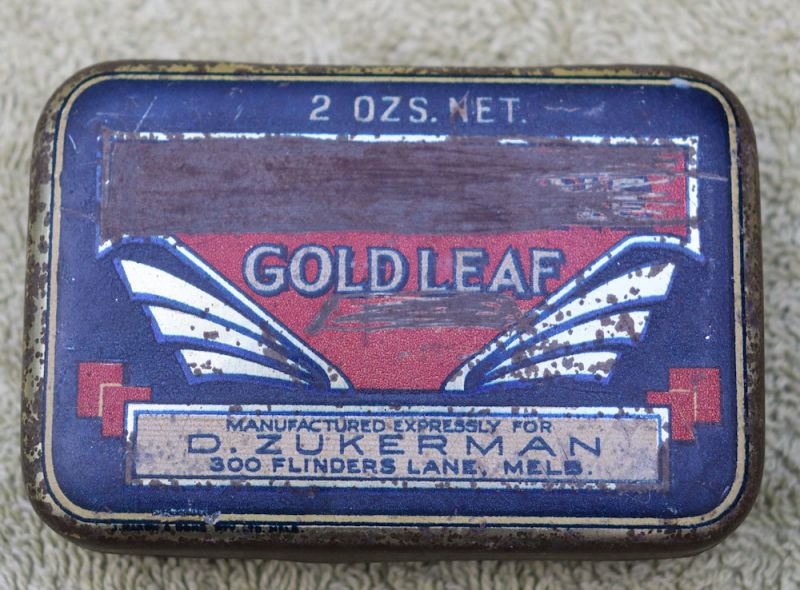 2 OZS. NET.
GOLD LEAF
MANUFACTURED EXPRESSLY FOR
D. ZUKERMAN
300 FLINDERS LANE, MELB.